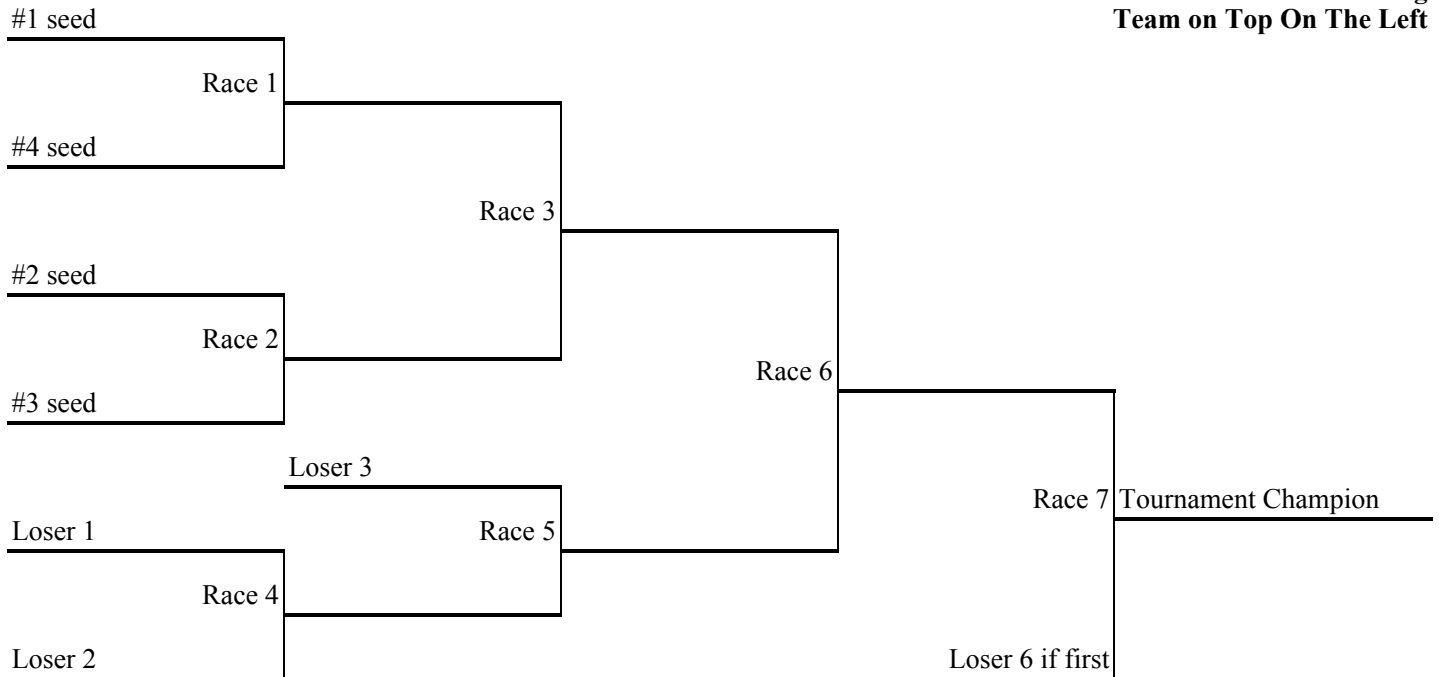 #1 seed
Team on Top On The Left
Race 1
#4 seed
Race 3
#2 seed
Race 2
Race 6
#3 seed
Loser 3
Race 7 Tournament Champion
Loser 1
Race 5
Race 4
Loser 2
Loser 6 if first